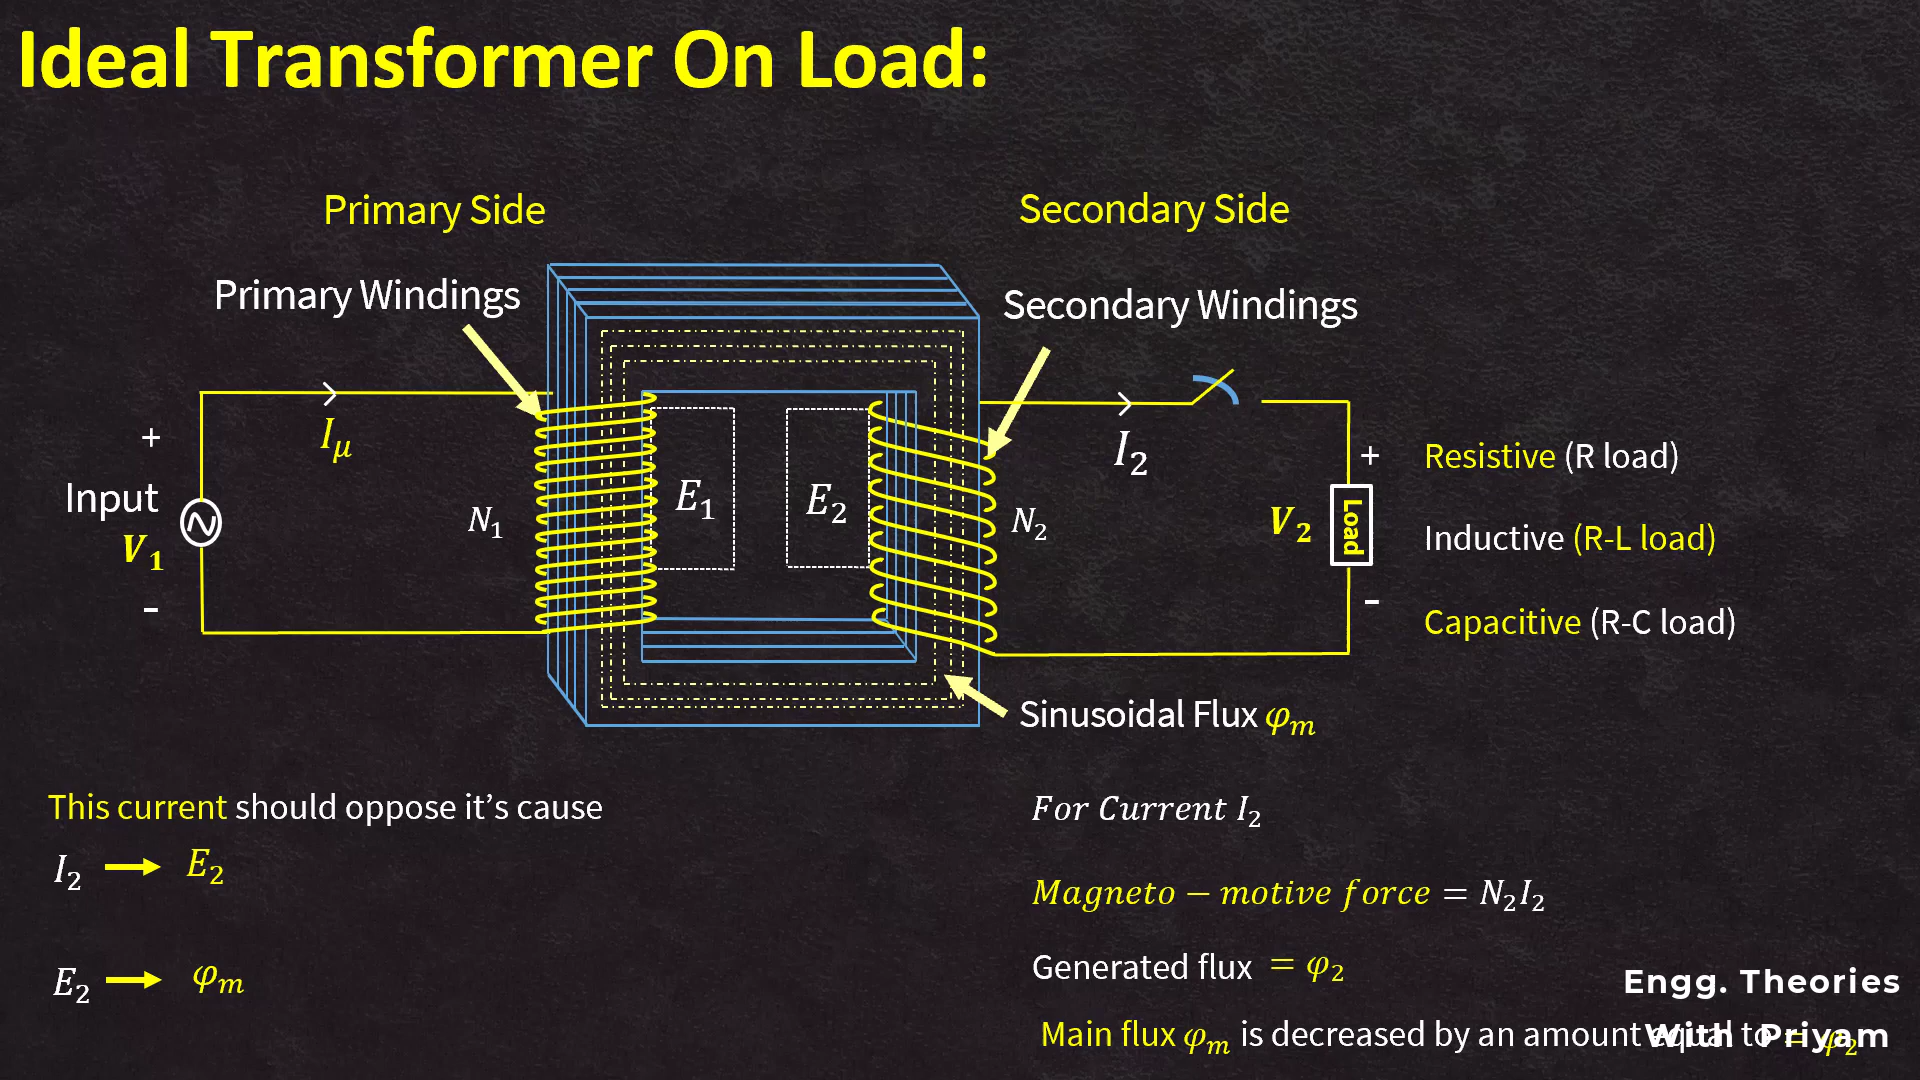 Ideal Transformer On Load:
Primary Side
Secondary Side
Primary Windings
Secondary Windings
+
Input
V₁
-
I_μ
N₁
E₁
E₂
N₂
I₂
V₂
+
Load
-
Resistive (R load)
Inductive (R-L load)
Capacitive (R-C load)
Sinusoidal Flux φₘ
This current should oppose it's cause
I₂ → E₂
E₂ → φₘ
For Current I₂
Magneto − motive force = N₂I₂
Generated flux = φ₂
Main flux φₘ is decreased by an amount equal to = φ₂
Engg. Theories
With Priyam